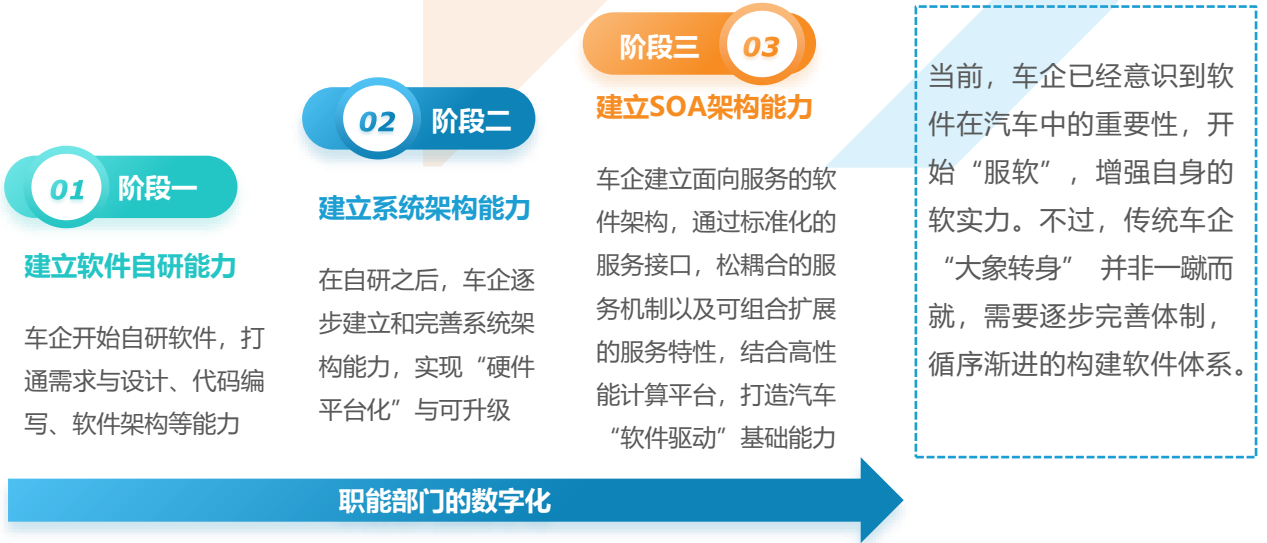 01 阶段一
建立软件自研能力
车企开始自研软件，打
通需求与设计、代码编
写、软件架构等能力
02 阶段二
建立系统架构能力
在自研之后，车企逐
步建立和完善系统架
构能力，实现“硬件
平台化”与可升级
阶段三 03
建立SOA架构能力
车企建立面向服务的软
件架构，通过标准化的
服务接口，松耦合的服
务机制以及可组合扩展
的服务特性，结合高性
能计算平台，打造汽车
“软件驱动”基础能力
当前，车企已经意识到软
件在汽车中的重要性，开
始“服软”，增强自身的
软实力。不过，传统车企
“大象转身” 并非一蹴而
就，需要逐步完善体制，
循序渐进的构建软件体系。
职能部门的数字化